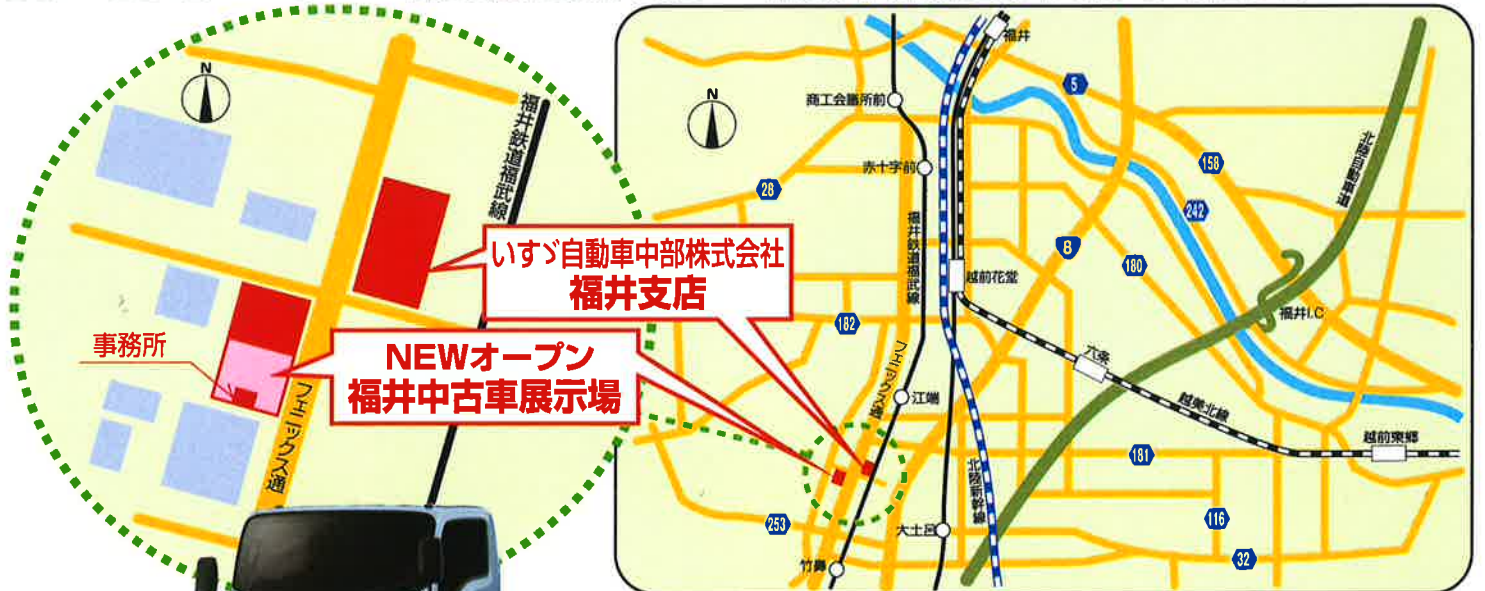 N
福井鉄道福武線
いすゞ自動車中部株式会社
福井支店
NEWオープン
福井中古車展示場
事務所
フェニックス通
N
福井
商工会議所前
赤十字前
福井鉄道福武線
越前花堂
フェニックス通
江端
北陸新幹線
大土呂
竹鼻
六条
越美北線
越前東郷
福井I.C
北陸自動車道
5
158
28
242
8
180
182
181
116
253
32